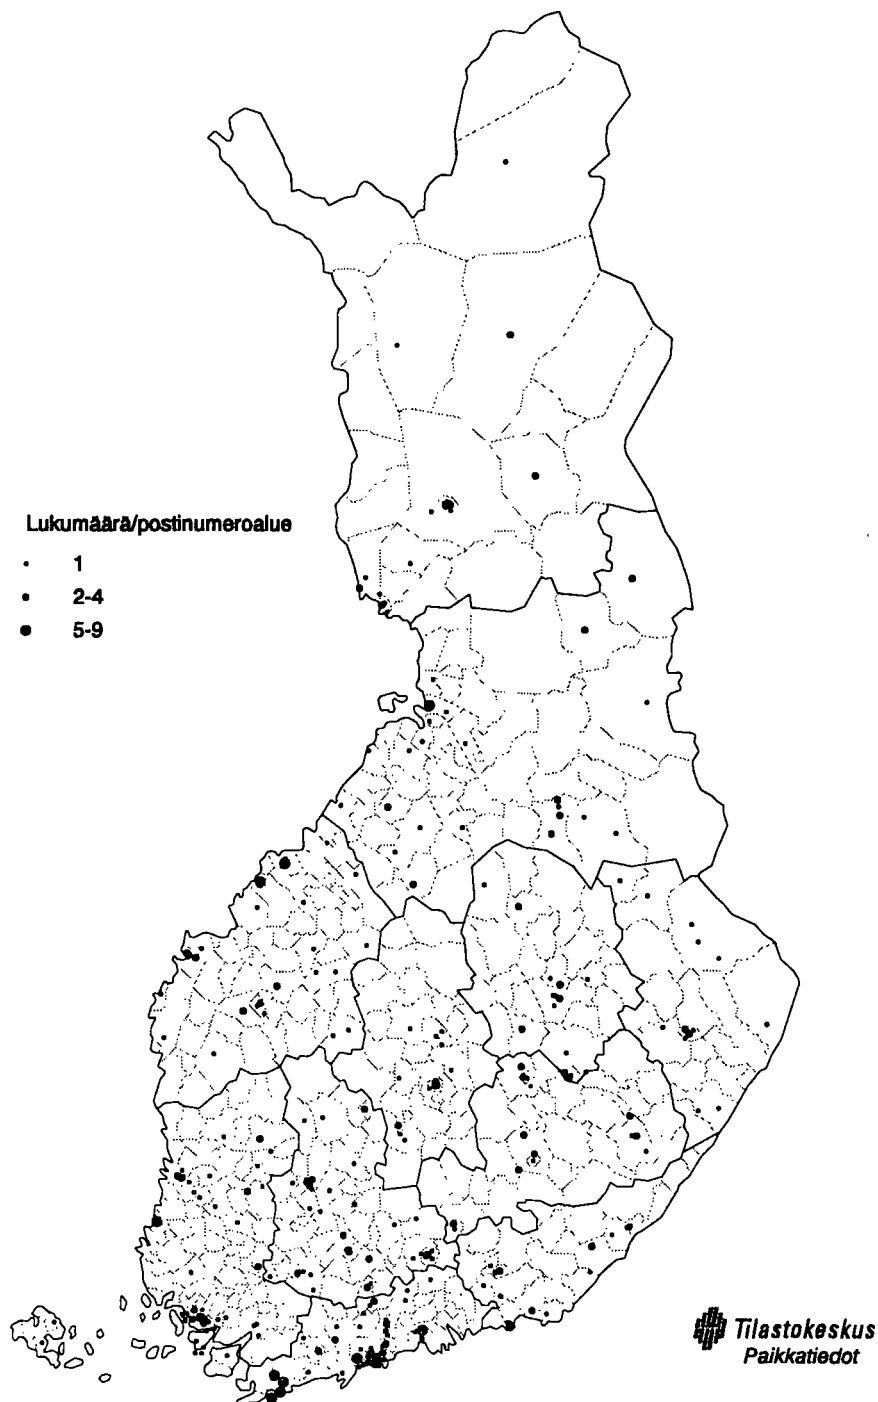 Lukumäärä/postinumeroalue
1
2-4
5-9
Tilastokeskus
Paikkatiedot